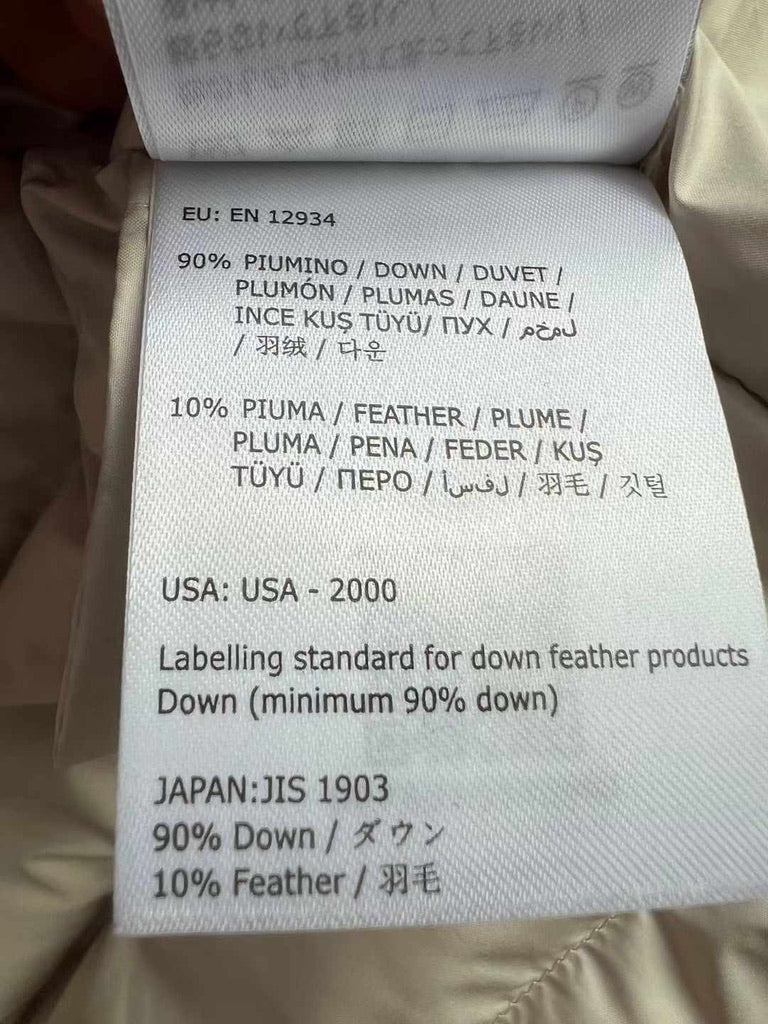 EU: EN 12934
90% PIUMINO / DOWN / DUVET /
PLUMÓN / PLUMAS / DAUNE /
INCE KUŞ TÜYÜ/ ПУХ / لمخم
/ 羽绒 / 다운
10% PIUMA / FEATHER / PLUME /
PLUMA / PENA / FEDER / KUŞ
TÜYÜ / ПЕРО / لفسأ / 羽毛 / 깃털
USA: USA - 2000
Labelling standard for down feather products
Down (minimum 90% down)
JAPAN:JIS 1903
90% Down / ダウン
10% Feather / 羽毛